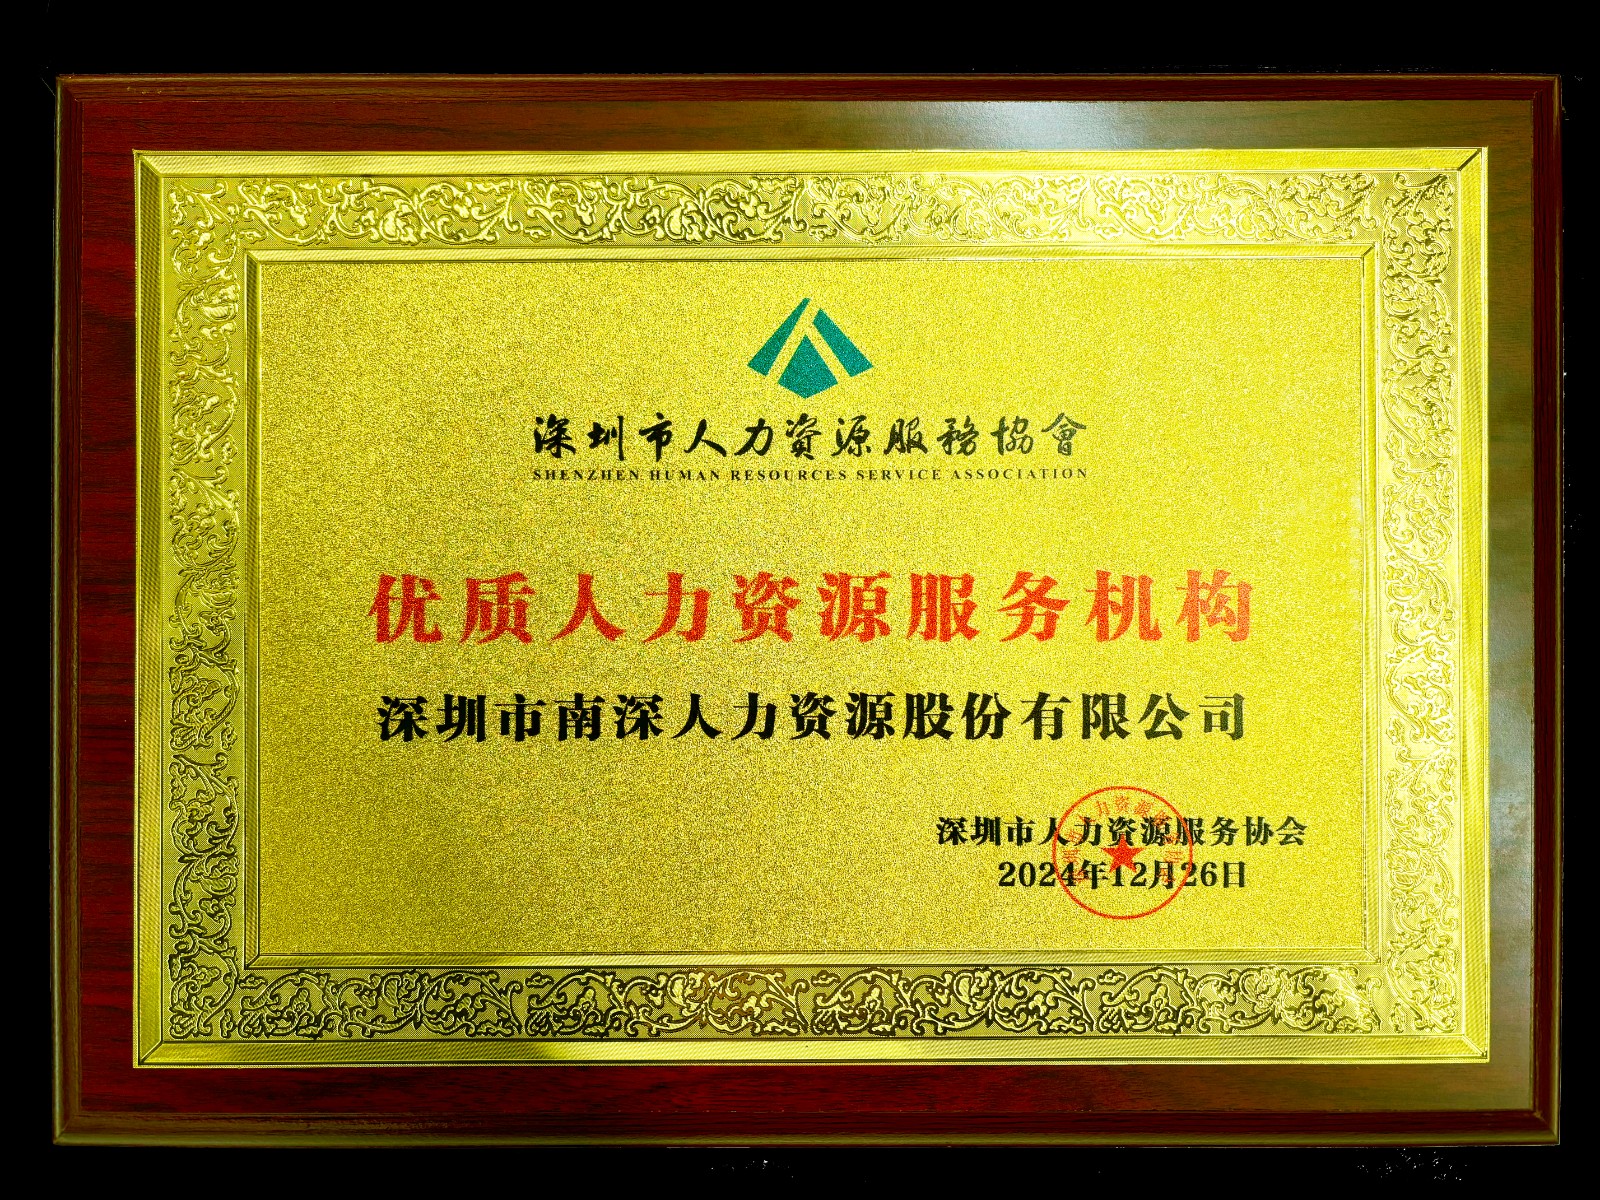 深圳市人力資源服務協會
SHENZHEN HUMAN RESOURCES SERVICE ASSOCIATION
优质人力资源服务机构
深圳市南深人力资源股份有限公司
深圳市人力资源服务协会
2024年12月26日